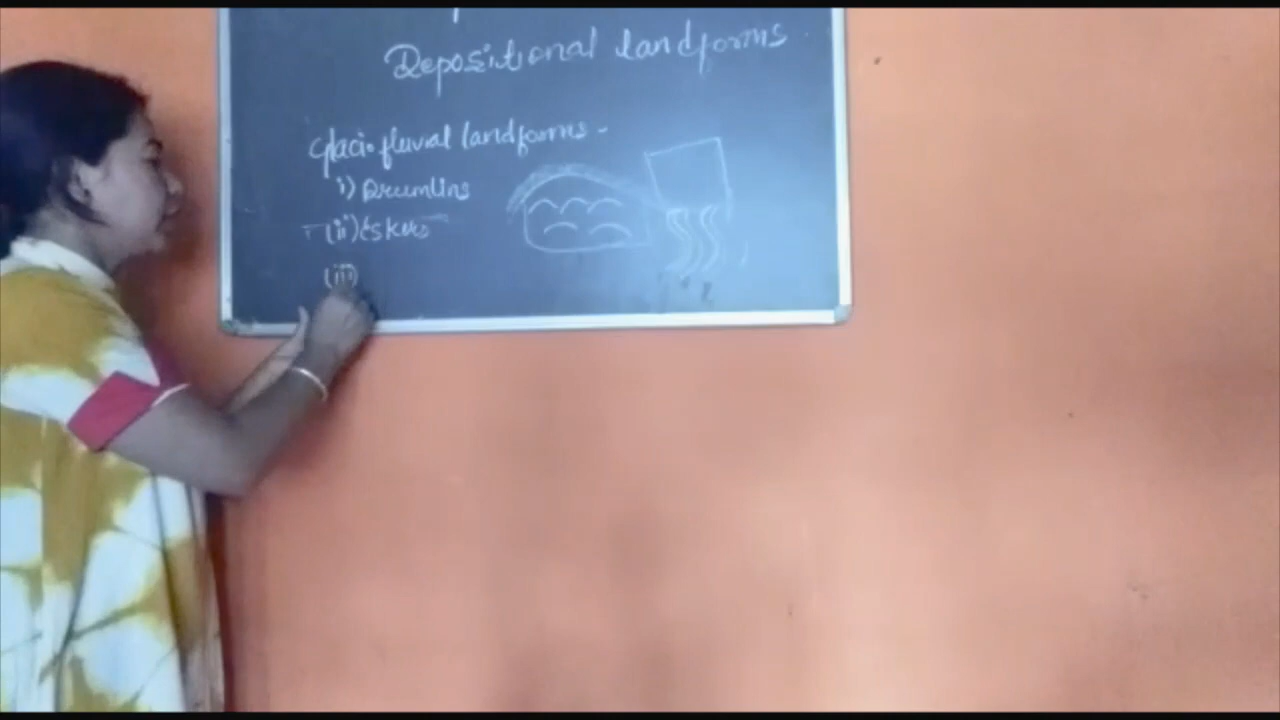 Depositional landforms
Glacio fluvial landforms -
i) Drumlins
(ii) Eskers
(iii)